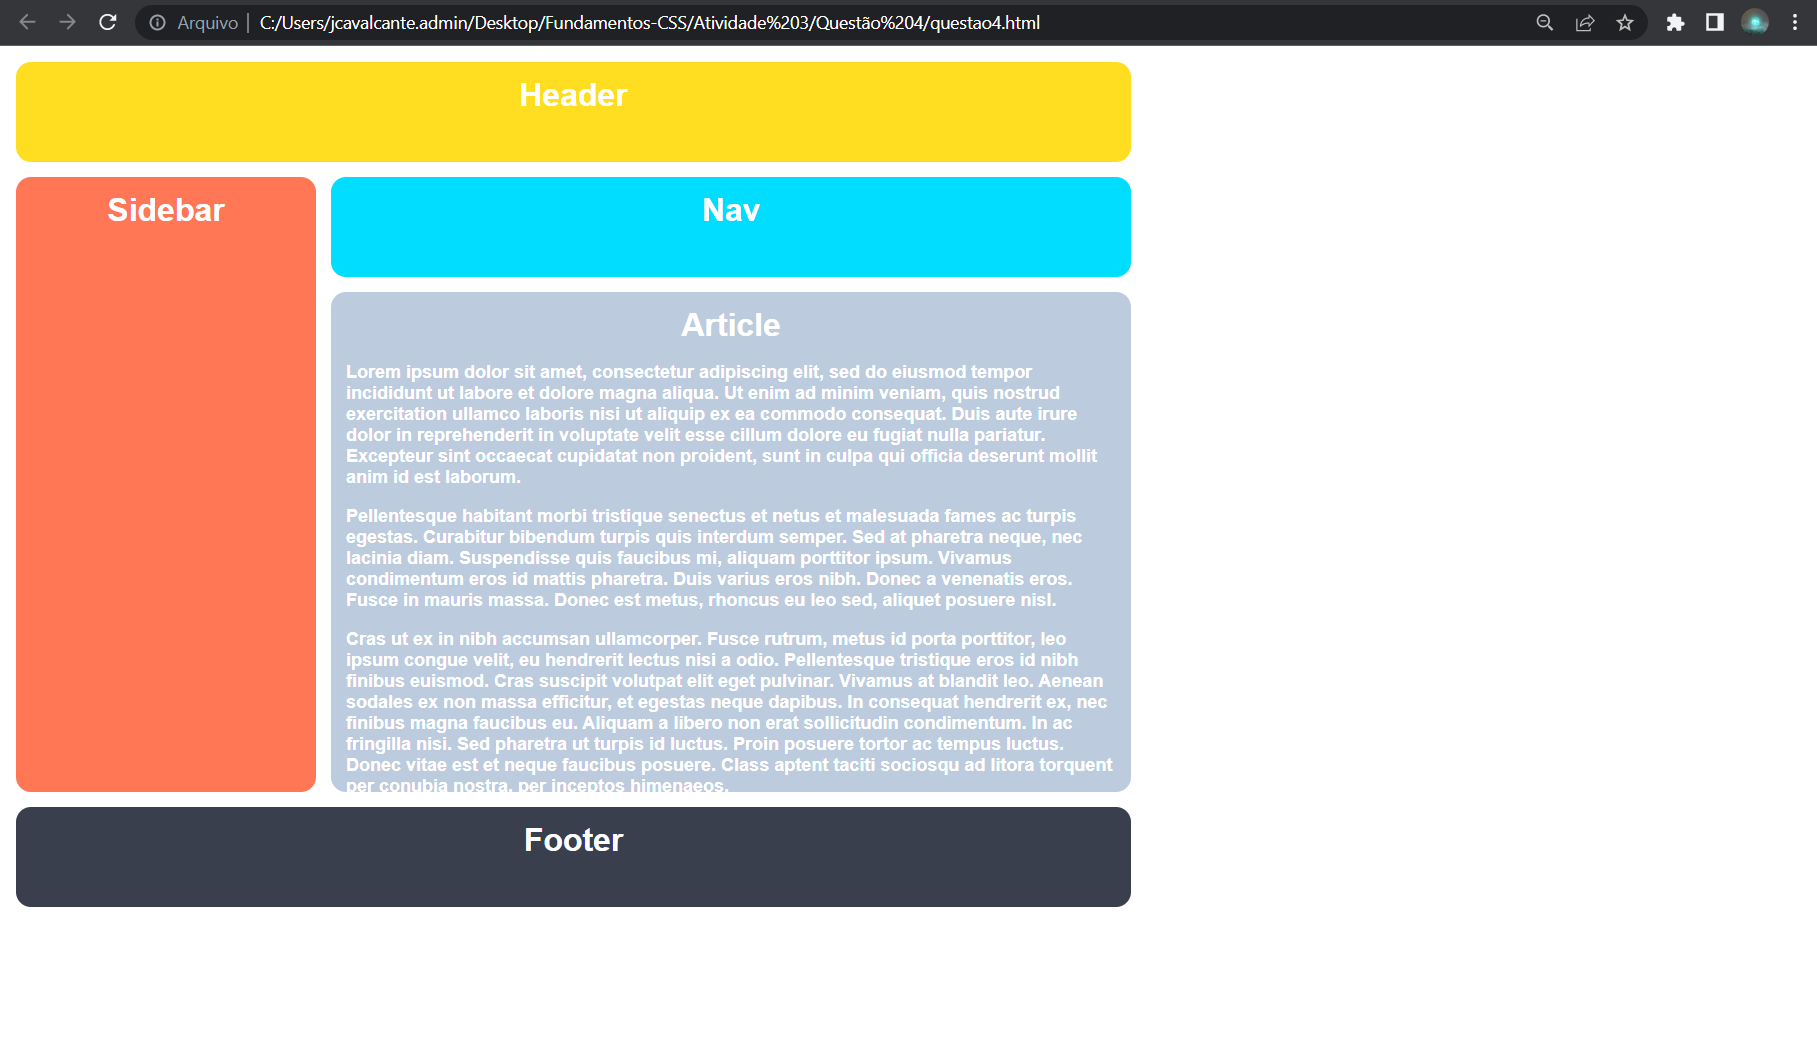 Arquivo C:/Users/jcavalcante.admin/Desktop/Fundamentos-CSS/Atividade%203/Questão%204/questao4.html
Header
Sidebar
Nav
Article
Lorem ipsum dolor sit amet, consectetur adipiscing elit, sed do eiusmod tempor
incididunt ut labore et dolore magna aliqua. Ut enim ad minim veniam, quis nostrud
exercitation ullamco laboris nisi ut aliquip ex ea commodo consequat. Duis aute irure
dolor in reprehenderit in voluptate velit esse cillum dolore eu fugiat nulla pariatur.
Excepteur sint occaecat cupidatat non proident, sunt in culpa qui officia deserunt mollit
anim id est laborum.
Pellentesque habitant morbi tristique senectus et netus et malesuada fames ac turpis
egestas. Curabitur bibendum turpis quis interdum semper. Sed at pharetra neque, nec
lacinia diam. Suspendisse quis faucibus mi, aliquam porttitor ipsum. Vivamus
condimentum eros id mattis pharetra. Duis varius eros nibh. Donec a venenatis eros.
Fusce in mauris massa. Donec est metus, rhoncus eu leo sed, aliquet posuere nisl.
Cras ut ex in nibh accumsan ullamcorper. Fusce rutrum, metus id porta porttitor, leo
ipsum congue velit, eu hendrerit lectus nisi a odio. Pellentesque tristique eros id nibh
finibus euismod. Cras suscipit volutpat elit eget pulvinar. Vivamus at blandit leo. Aenean
sodales ex non massa efficitur, et egestas neque dapibus. In consequat hendrerit ex, nec
finibus magna faucibus eu. Aliquam a libero non erat sollicitudin condimentum. In ac
fringilla nisi. Sed pharetra ut turpis id luctus. Proin posuere tortor ac tempus luctus.
Donec vitae est et neque faucibus posuere. Class aptent taciti sociosqu ad litora torquent
per conubia nostra, per inceptos himenaeos.
Footer